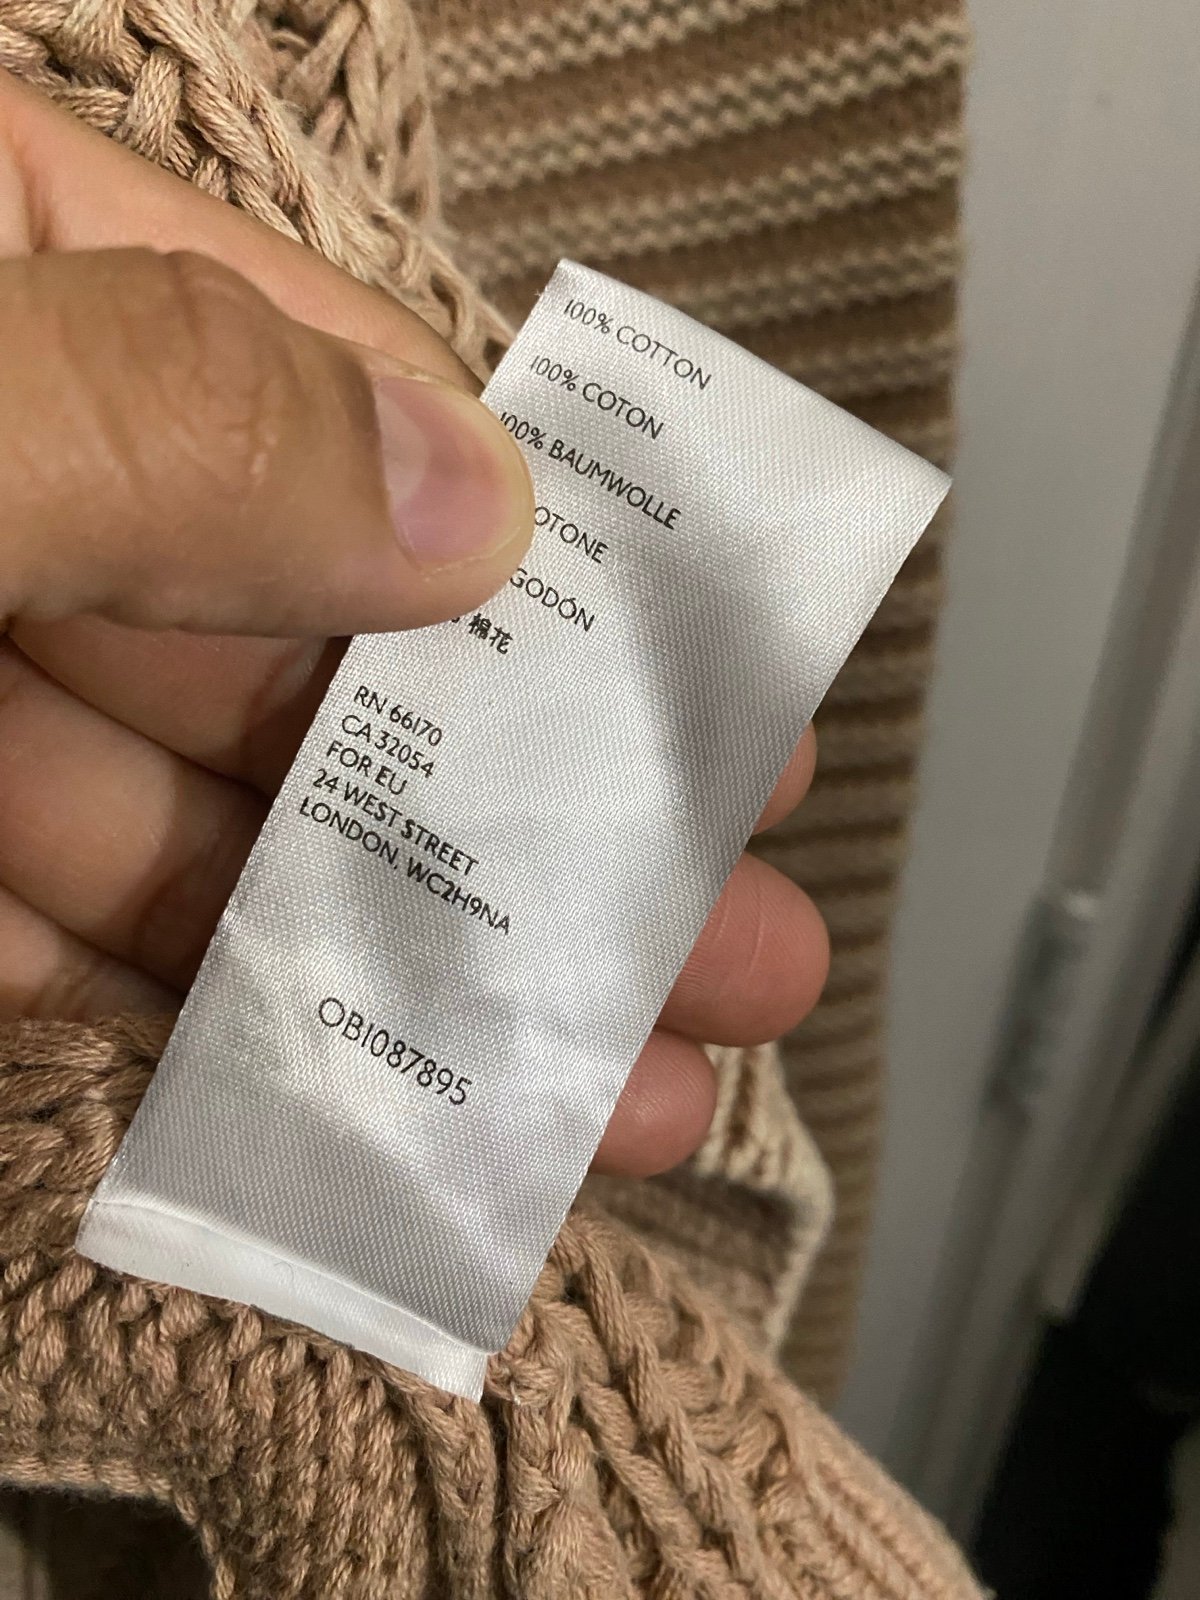 100% COTTON
100% COTON
100% BAUMWOLLE
OTONE
GODÓN
棉花
RN 66170
CA 32054
FOR EU
24 WEST STREET
LONDON, WC2H9NA
OB1087895